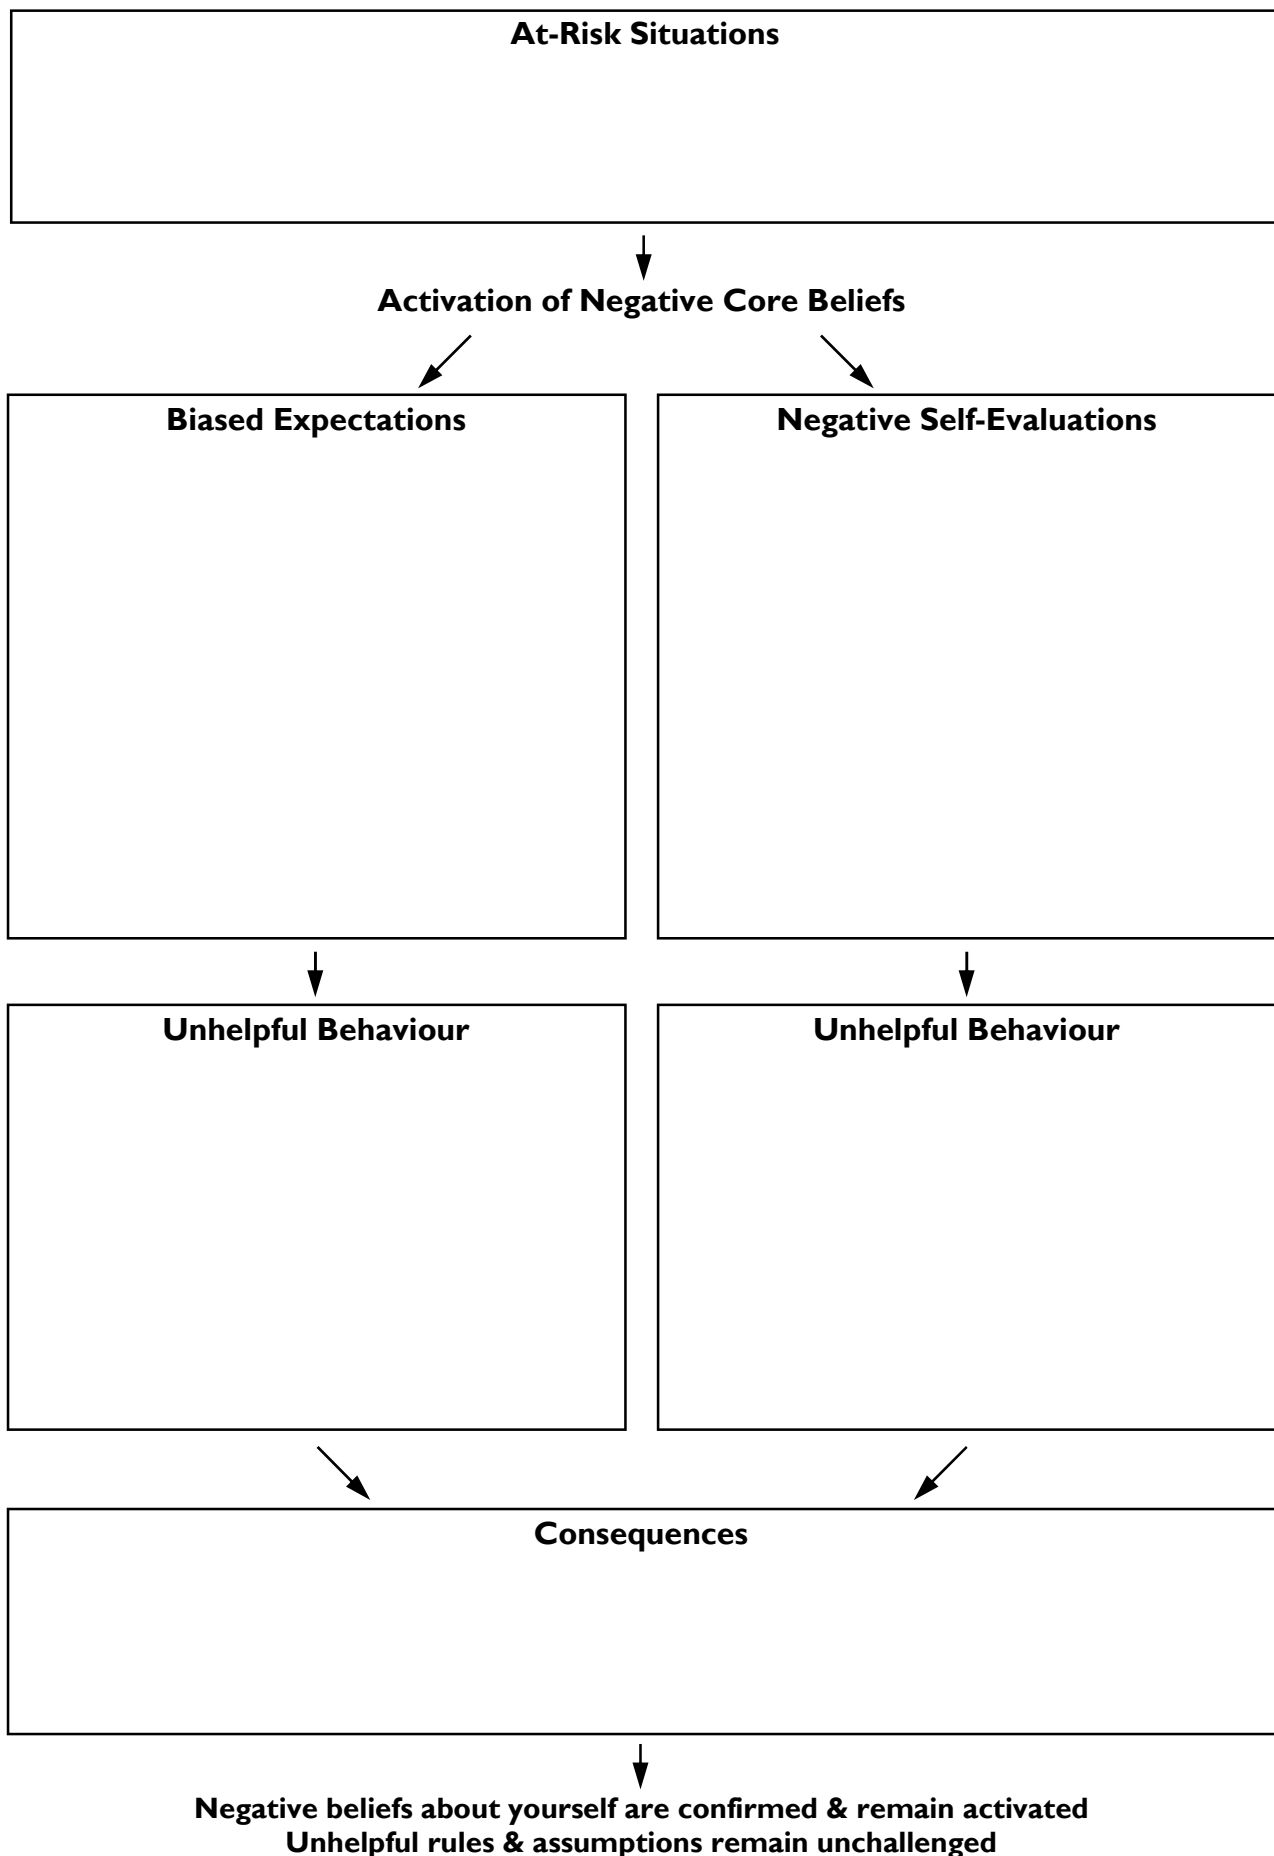 At-Risk Situations
Activation of Negative Core Beliefs
Biased Expectations
Negative Self-Evaluations
Unhelpful Behaviour
Unhelpful Behaviour
Consequences
Negative beliefs about yourself are confirmed & remain activated
Unhelpful rules & assumptions remain unchallenged